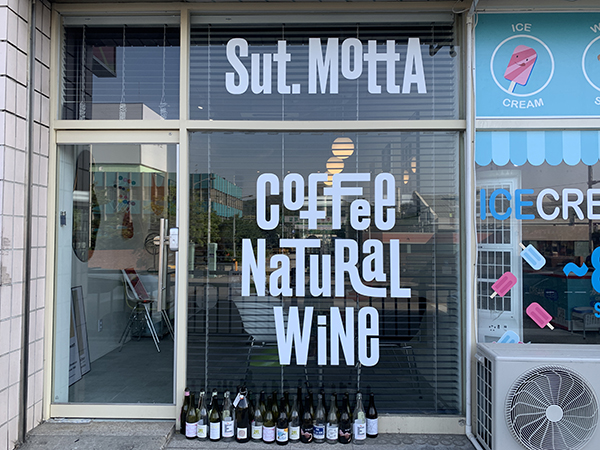 Sut. MottA
Coffee
Natural
Wine
ICE
CREAM
ICECRE